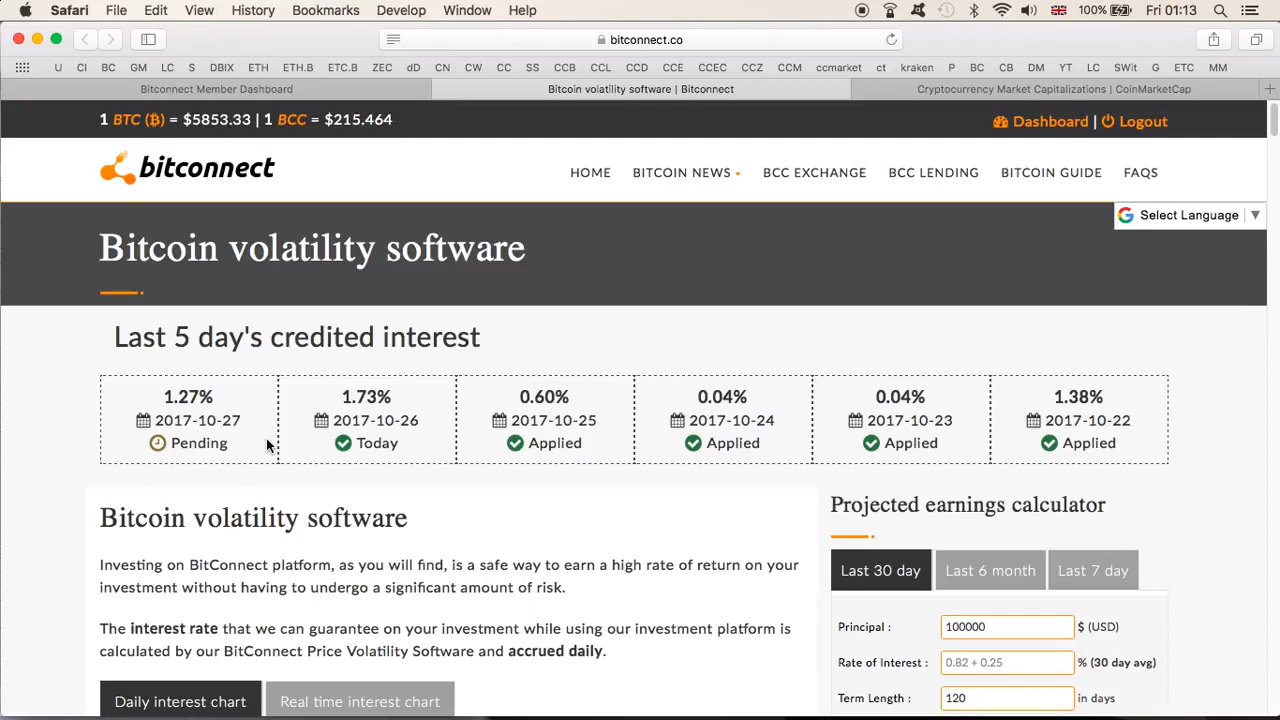 Safari File Edit View History Bookmarks Develop Window Help 100% Fri 01:13
bitconnect.co
U CI BC GM LC S DBIX ETH ETH.B ETC.B ZEC dD CN CW CC SS CCB CCL CCD CCE CCEC CCZ CCM ccmarket ct kraken P BC CB DM YT LC SWit G ETC MM
Bitconnect Member Dashboard Bitcoin volatility software | Bitconnect Cryptocurrency Market Capitalizations | CoinMarketCap
1 BTC (₿) = $5853.33 | 1 BCC = $215.464 Dashboard | Logout
bitconnect HOME BITCOIN NEWS BCC EXCHANGE BCC LENDING BITCOIN GUIDE FAQS
G Select Language ▼
Bitcoin volatility software
Last 5 day's credited interest
1.27% 1.73% 0.60% 0.04% 0.04% 1.38%
2017-10-27 2017-10-26 2017-10-25 2017-10-24 2017-10-23 2017-10-22
Pending Today Applied Applied Applied Applied
Bitcoin volatility software
Investing on BitConnect platform, as you will find, is a safe way to earn a high rate of return on your
investment without having to undergo a significant amount of risk.
The interest rate that we can guarantee on your investment while using our investment platform is
calculated by our BitConnect Price Volatility Software and accrued daily.
Daily interest chart Real time interest chart
Projected earnings calculator
Last 30 day Last 6 month Last 7 day
Principal : 100000 $ (USD)
Rate of Interest : 0.82 + 0.25 % (30 day avg)
Term Length : 120 in days